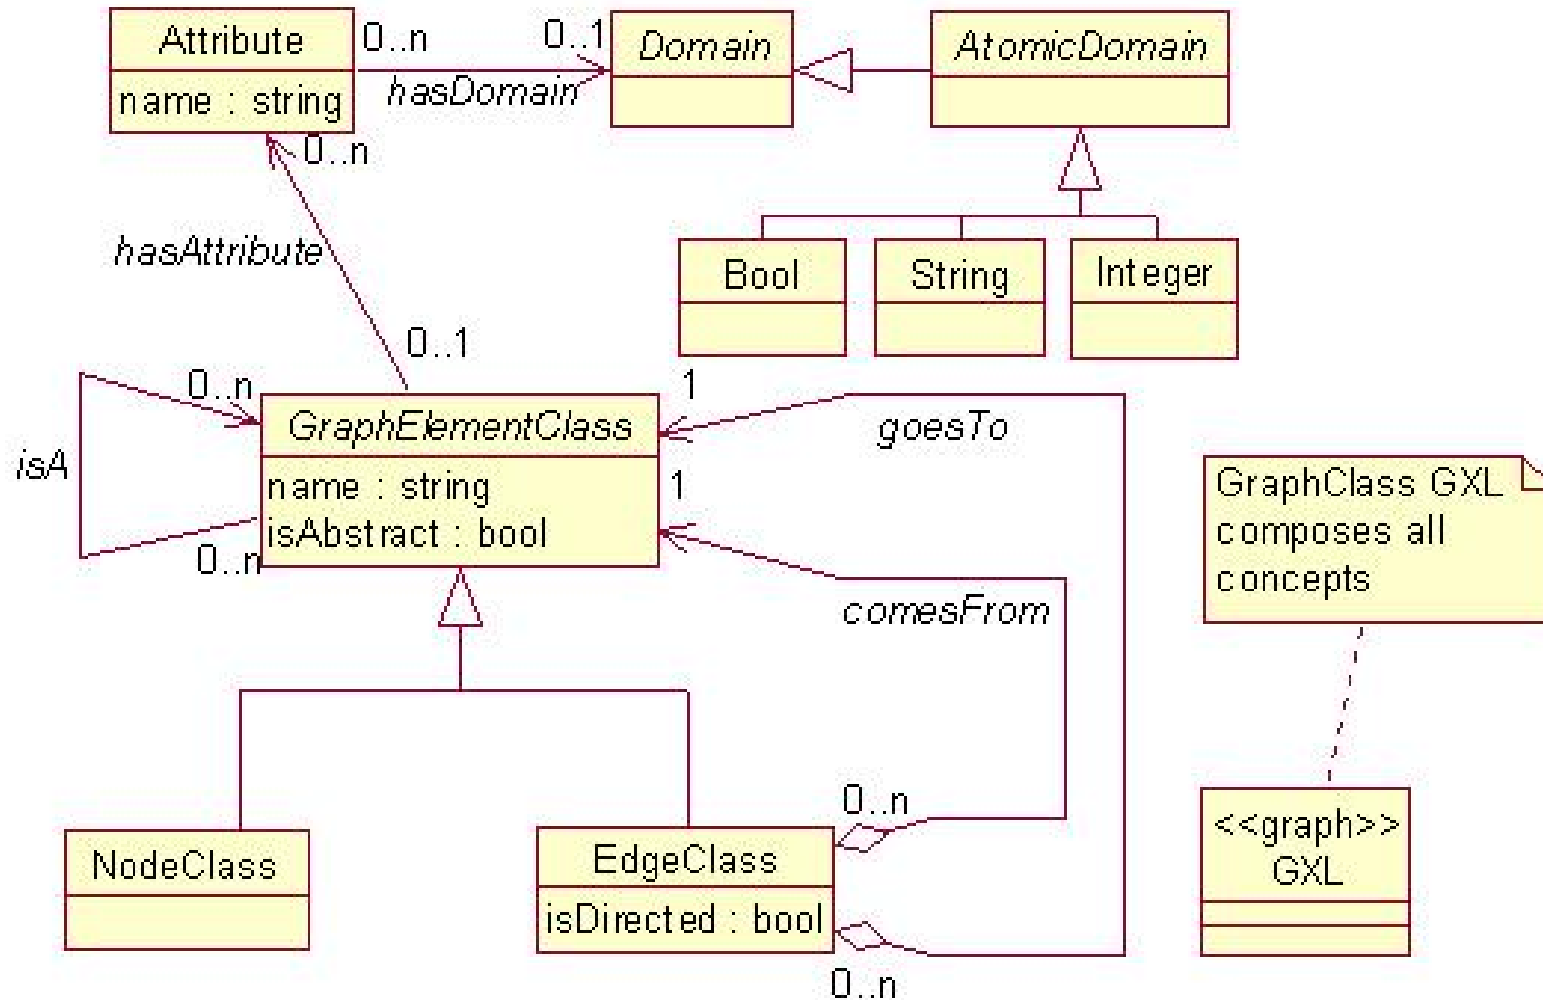 Attribute
name : string
0..n
0..1
hasDomain
Domain
AtomicDomain
0..n
hasAttribute
0..1
Bool
String
Integer
0..n
isA
0..n
GraphElementClass
name : string
isAbstract : bool
1
goesTo
1
comesFrom
GraphClass GXL
composes all
concepts
NodeClass
EdgeClass
isDirected : bool
0..n
0..n
<<graph>>
GXL